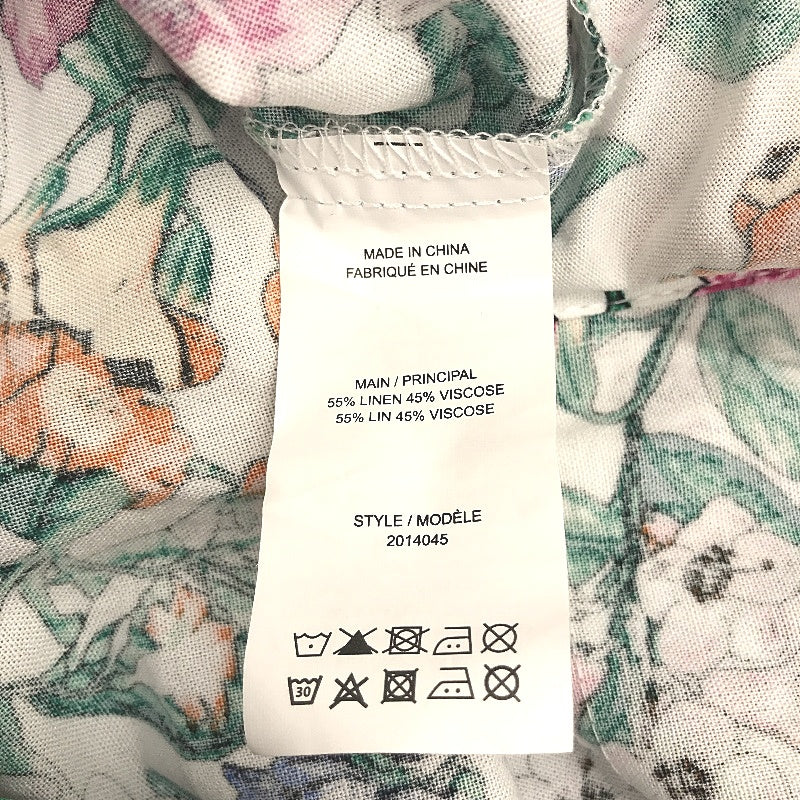 MADE IN CHINA
FABRIQUÉ EN CHINE
MAIN / PRINCIPAL
55% LINEN 45% VISCOSE
55% LIN 45% VISCOSE
STYLE / MODÈLE
2014045
30